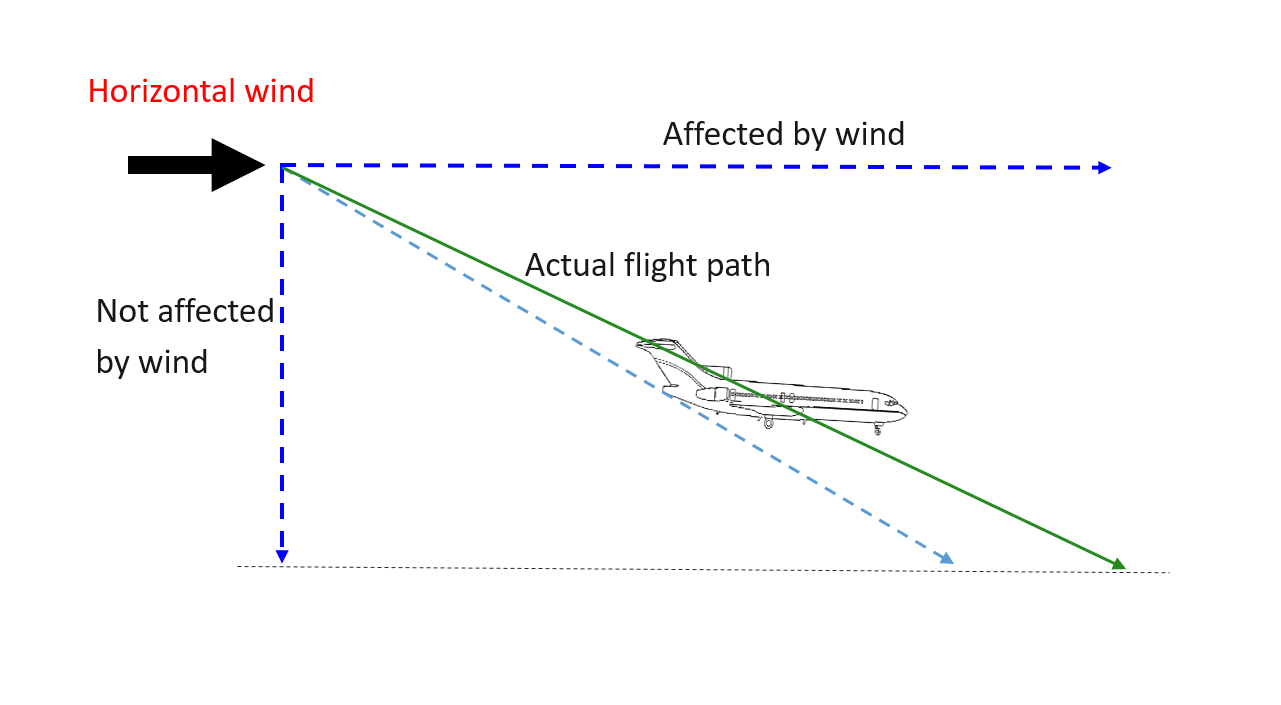 Horizontal wind
Affected by wind
Actual flight path
Not affected
by wind